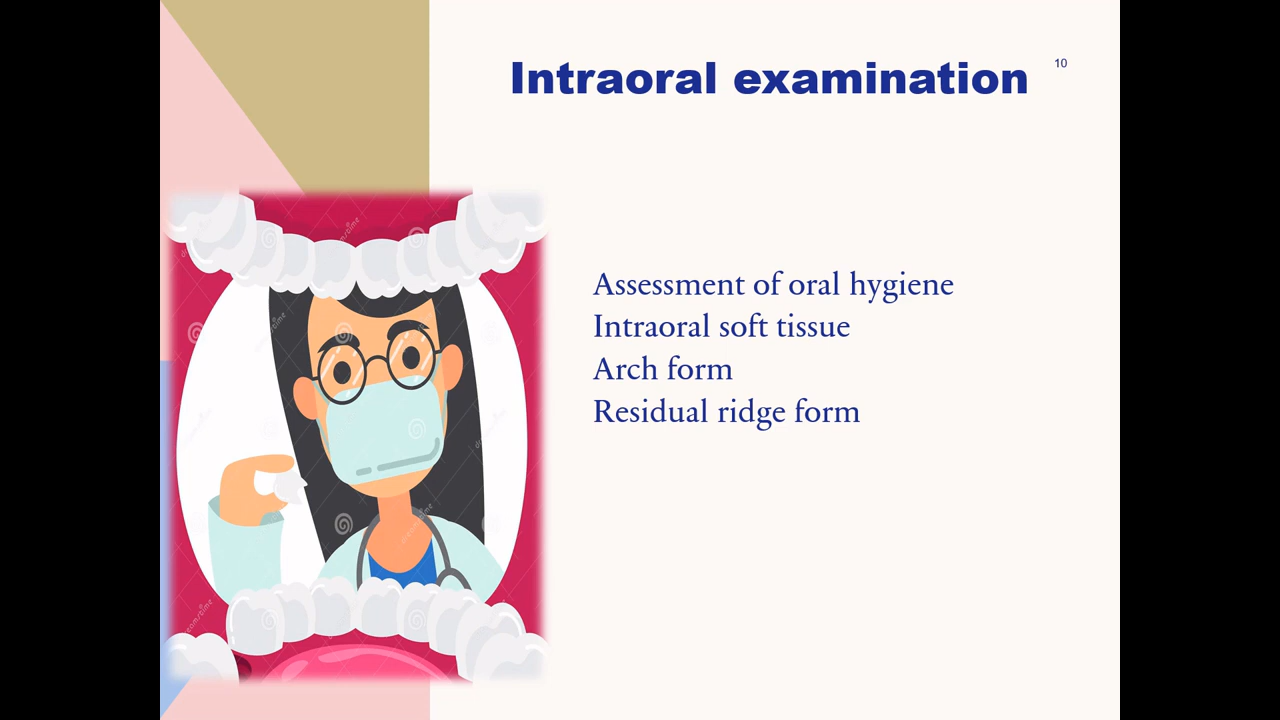 Intraoral examination
10
Assessment of oral hygiene
Intraoral soft tissue
Arch form
Residual ridge form